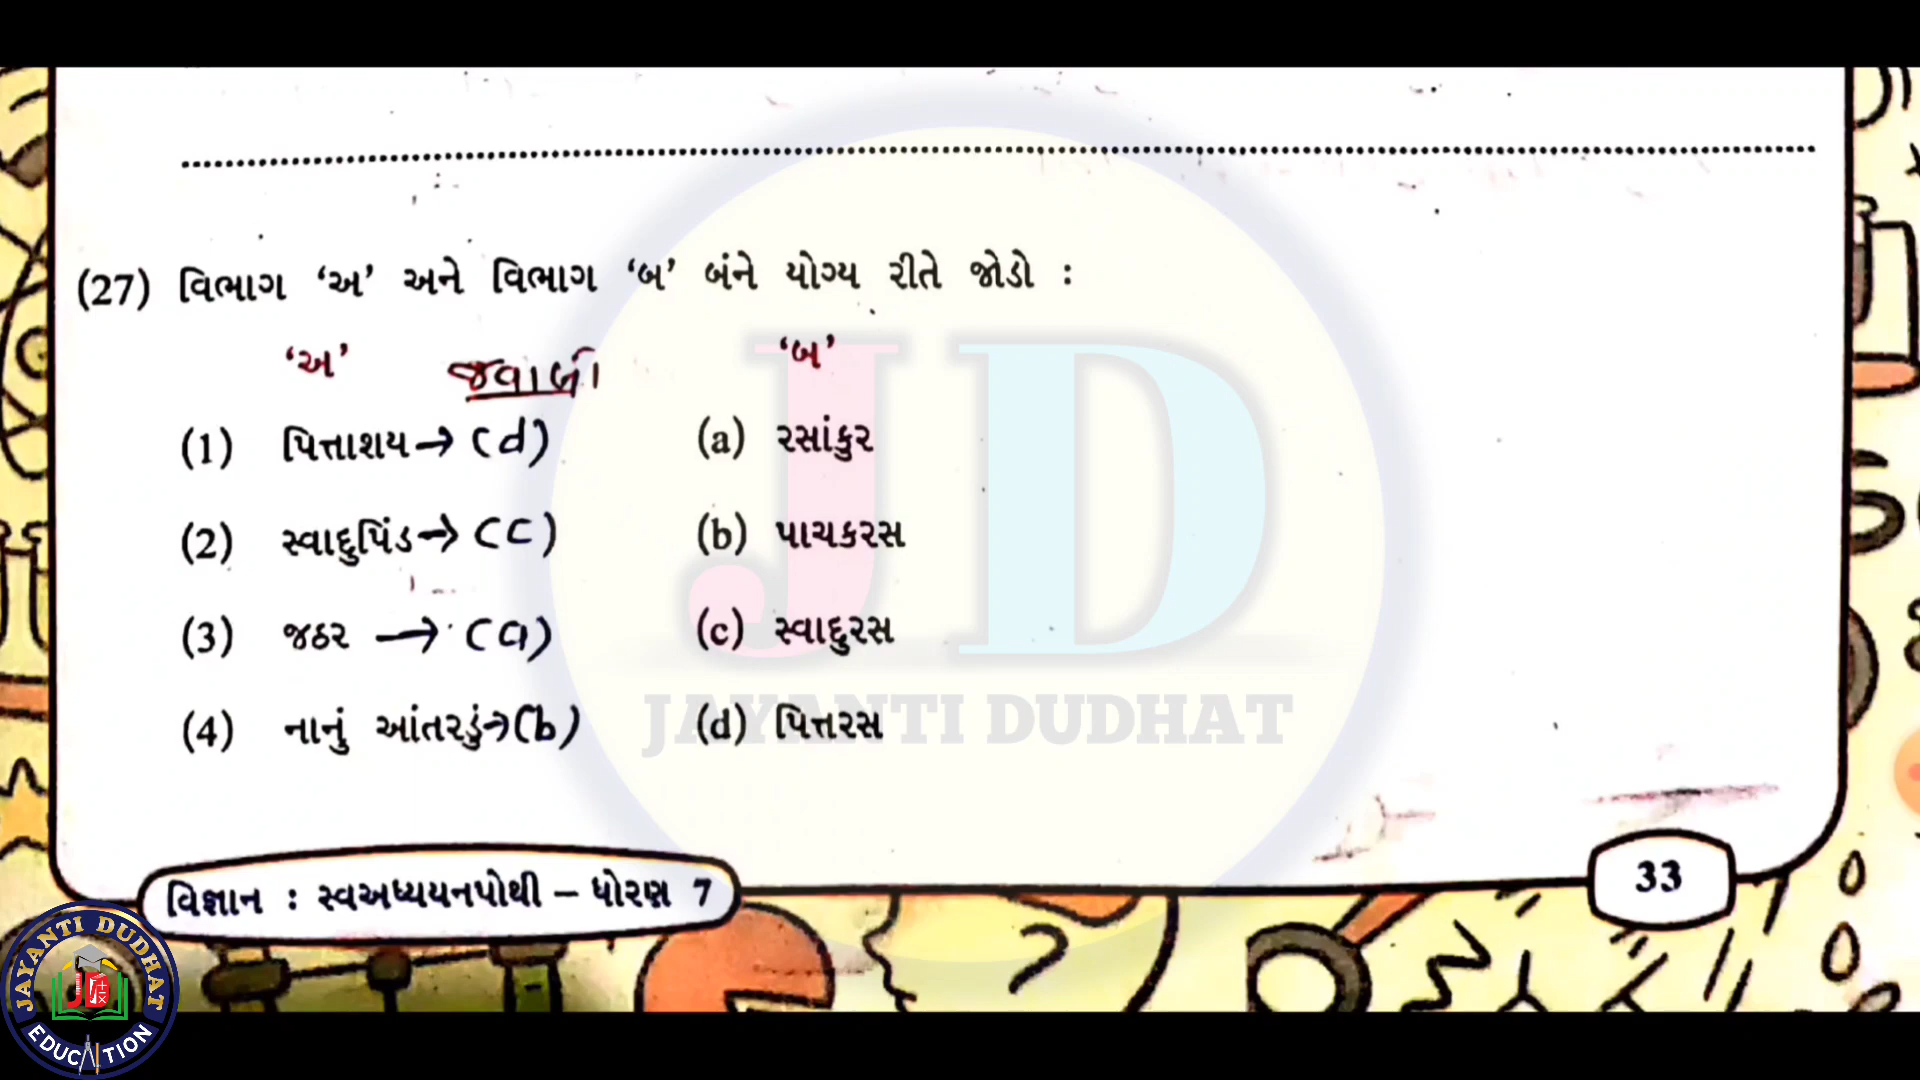 (27) વિભાગ ‘અ’ અને વિભાગ ‘બ’ બંને યોગ્ય રીતે જોડો :
‘અ’ જવાબો ‘બ’
(1) પિત્તાશય → (d) (a) રસાંકુર
(2) સ્વાદુપિંડ → (c) (b) પાચકરસ
(3) જઠર → (a) (c) સ્વાદુરસ
(4) નાનું આંતરડું → (b) (d) પિત્તરસ
JD
JAYANTI DUDHAT
33
વિજ્ઞાન : સ્વઅધ્યયનપોથી – ધોરણ 7
JAYANTI DUDHAT
EDUCATION